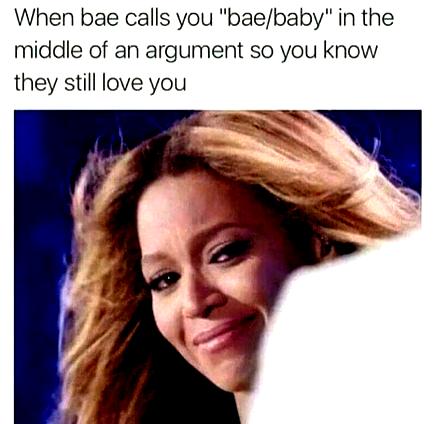 When bae calls you "bae/baby" in the
middle of an argument so you know
they still love you